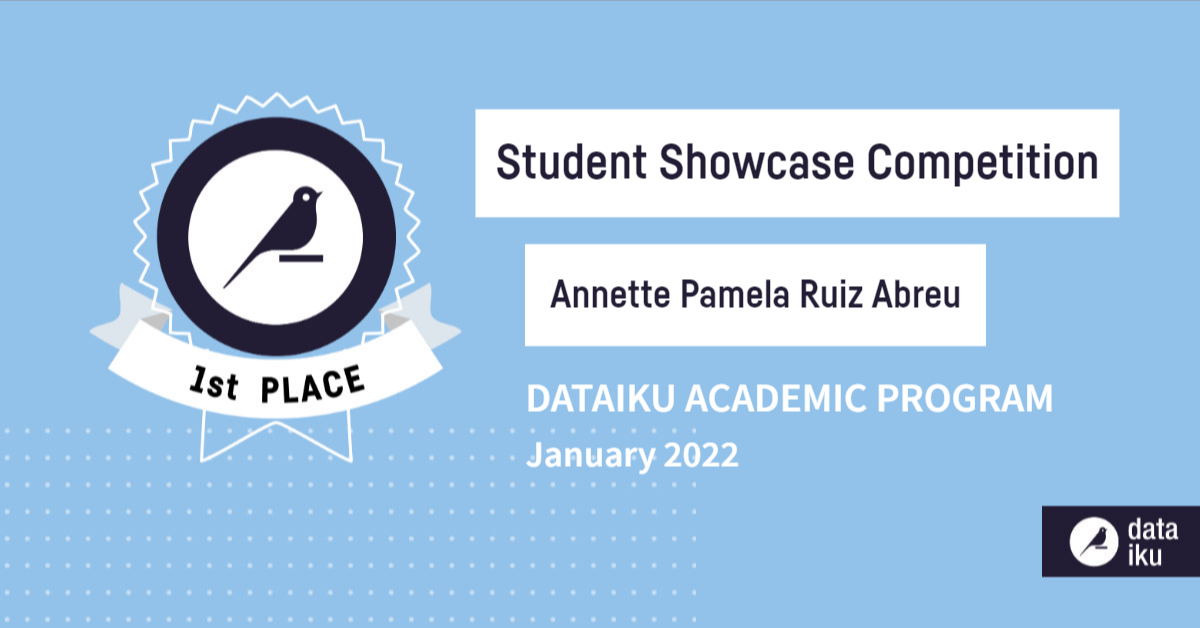 Student Showcase Competition
Annette Pamela Ruiz Abreu
1st PLACE
DATAIKU ACADEMIC PROGRAM
January 2022
data
iku